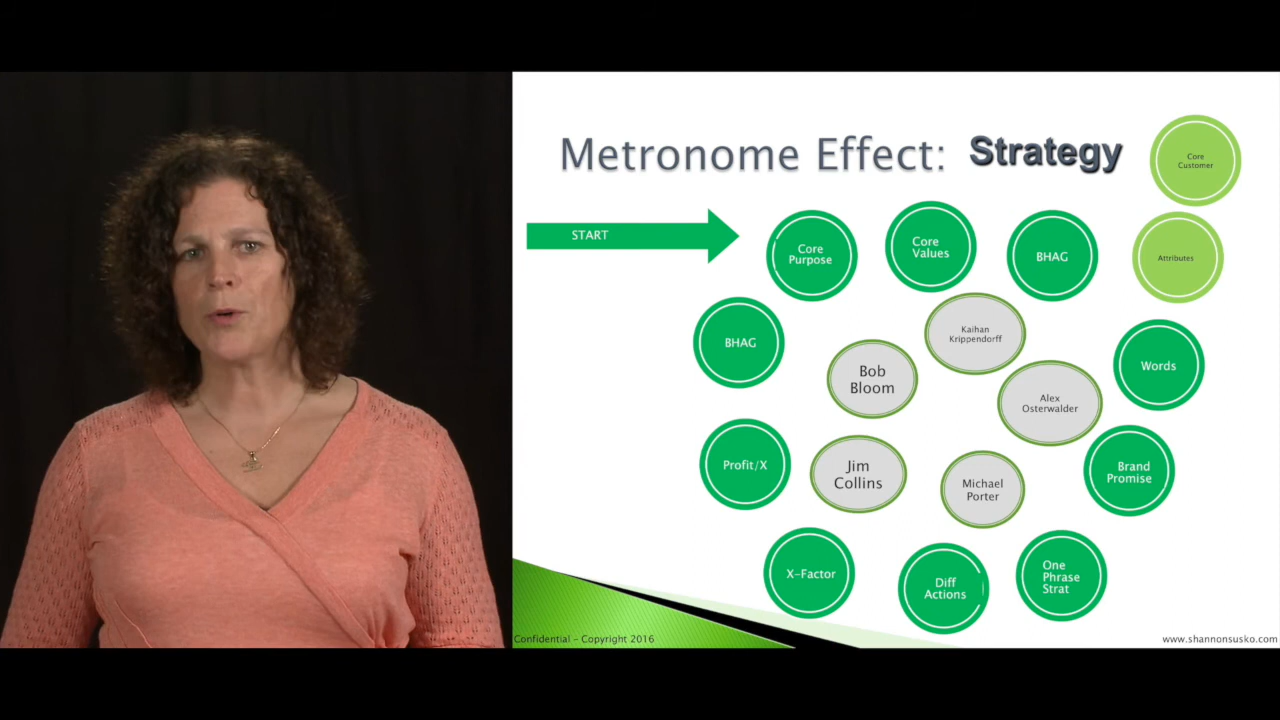 Metronome Effect: Strategy
Core
Customer
START
Core
Purpose
Core
Values
BHAG
Attributes
BHAG
Kaihan
Krippendorff
Bob
Bloom
Alex
Osterwalder
Words
Profit/X
Jim
Collins
Michael
Porter
Brand
Promise
X-Factor
Diff
Actions
One
Phrase
Strat
Confidential - Copyright 2016
www.shannonsusko.com